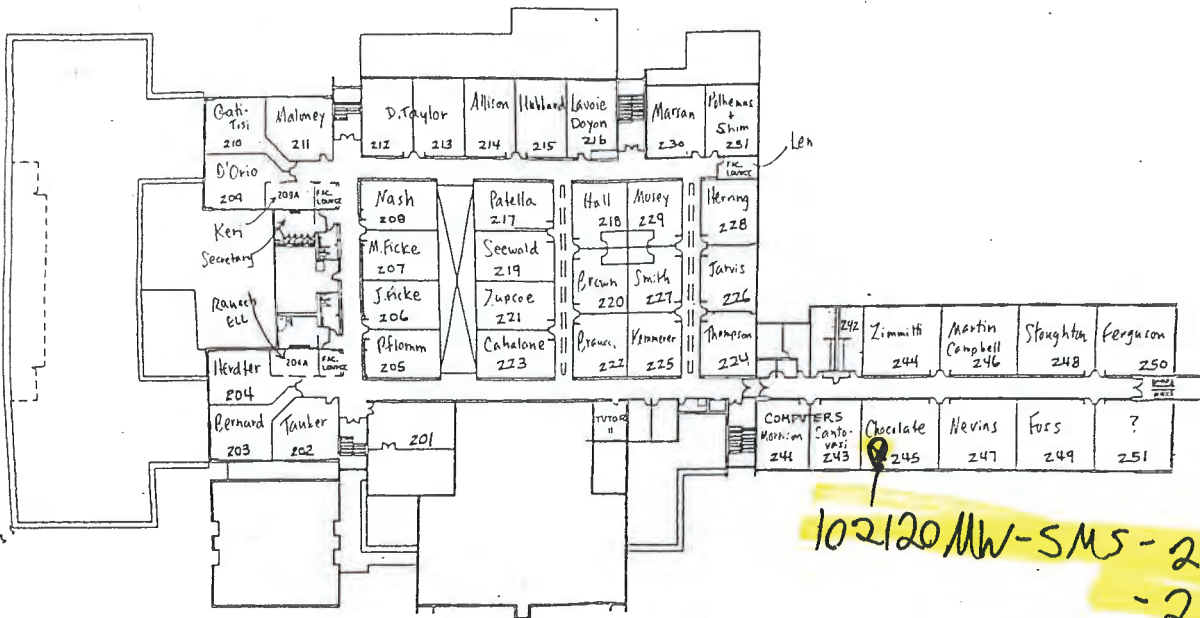 Gati-
Tisi
210
Maloney
211
D. Taylor
212
213
Allison
214
Hubbard
215
Lavoie
Doyon
216
Marsan
230
Polhemus
+
Shim
231
Len
D'Orio
209
209A
FAC.
LOUNGE
FAC.
LOUNGE
Keri
Secretary
ELL
Nash
208
Patella
217
Hall
218
Musey
229
Herring
228
M. Ficke
207
Seewald
219
J. Ficke
206
Zupcoe
221
Brown
220
Smith
227
Jarvis
226
Pflomm
205
Cahalane
223
222
Kemmerer
225
Thompson
224
242
Zimmitti
244
Martin
Campbell
246
Stoughton
248
Ferguson
250
Herdter
204
204A
FAC.
LOUNGE
Bernard
203
Tauber
202
201
TUTOR
11
COMPUTERS
Morrison
241
Santo-
vasi
243
Chocolate
245
Nevins
247
Foss
249
?
251
102120MW-SMS-2
-2